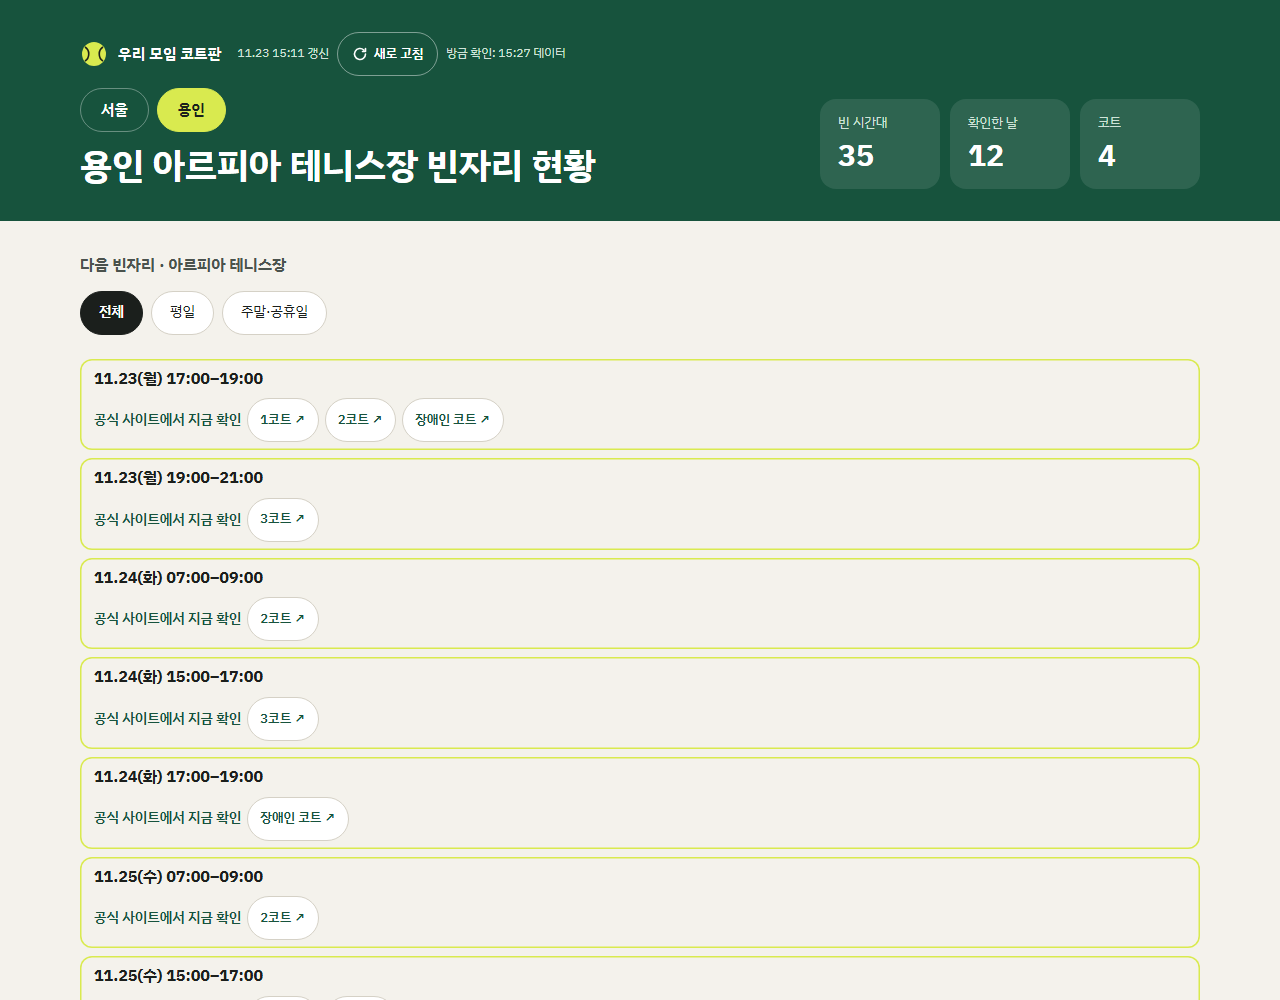 우리 모임 코트판 11.23 15:11 갱신 새로 고침 방금 확인: 15:27 데이터
서울 용인
용인 아르피아 테니스장 빈자리 현황
빈 시간대 확인한 날 코트
35 12 4
다음 빈자리 · 아르피아 테니스장
전체 평일 주말·공휴일
11.23(월) 17:00–19:00
공식 사이트에서 지금 확인 1코트 ↗ 2코트 ↗ 장애인 코트 ↗
11.23(월) 19:00–21:00
공식 사이트에서 지금 확인 3코트 ↗
11.24(화) 07:00–09:00
공식 사이트에서 지금 확인 2코트 ↗
11.24(화) 15:00–17:00
공식 사이트에서 지금 확인 3코트 ↗
11.24(화) 17:00–19:00
공식 사이트에서 지금 확인 장애인 코트 ↗
11.25(수) 07:00–09:00
공식 사이트에서 지금 확인 2코트 ↗
11.25(수) 15:00–17:00